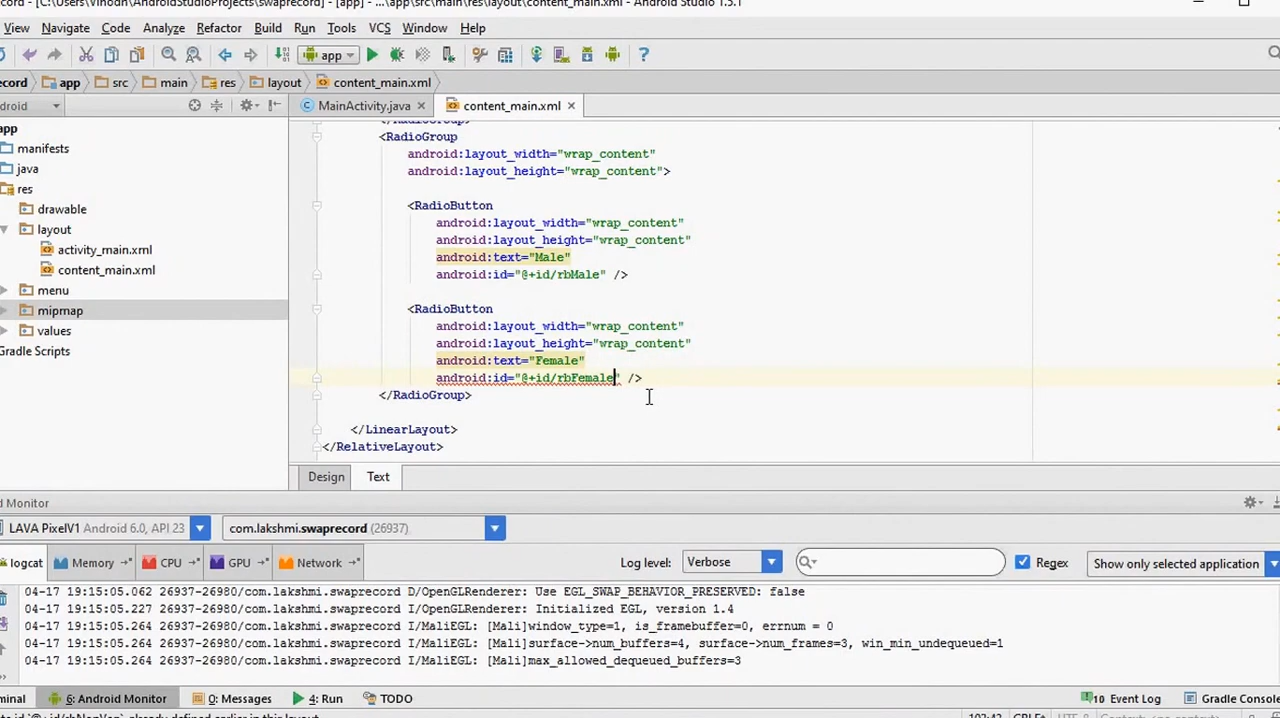 cord - [C:\Users\Vinodh\AndroidStudioProjects\swaprecord] - [app] - ...\app\src\main\res\layout\content_main.xml - Android Studio 1.5.1
View Navigate Code Analyze Refactor Build Run Tools VCS Window Help
app
ecord app src main res layout content_main.xml
ndroid MainActivity.java content_main.xml
app
manifests
java
res
drawable
layout
activity_main.xml
content_main.xml
menu
mipmap
values
Gradle Scripts
</RadioGroup>
<RadioGroup
android:layout_width="wrap_content"
android:layout_height="wrap_content">
<RadioButton
android:layout_width="wrap_content"
android:layout_height="wrap_content"
android:text="Male"
android:id="@+id/rbMale" />
<RadioButton
android:layout_width="wrap_content"
android:layout_height="wrap_content"
android:text="Female"
android:id="@+id/rbFemale" />
</RadioGroup>
</LinearLayout>
</RelativeLayout>
Design Text
d Monitor
LAVA PixelV1 Android 6.0, API 23 com.lakshmi.swaprecord (26937)
logcat Memory CPU GPU Network Log level: Verbose Regex Show only selected application
04-17 19:15:05.062 26937-26980/com.lakshmi.swaprecord D/OpenGLRenderer: Use EGL_SWAP_BEHAVIOR_PRESERVED: false
04-17 19:15:05.227 26937-26980/com.lakshmi.swaprecord I/OpenGLRenderer: Initialized EGL, version 1.4
04-17 19:15:05.264 26937-26980/com.lakshmi.swaprecord I/MaliEGL: [Mali]window_type=1, is_framebuffer=0, errnum = 0
04-17 19:15:05.264 26937-26980/com.lakshmi.swaprecord I/MaliEGL: [Mali]surface->num_buffers=4, surface->num_frames=3, win_min_undequeued=1
04-17 19:15:05.264 26937-26980/com.lakshmi.swaprecord I/MaliEGL: [Mali]max_allowed_dequeued_buffers=3
minal 6: Android Monitor 0: Messages 4: Run TODO 10 Event Log Gradle Console
already defined earlier in this layout